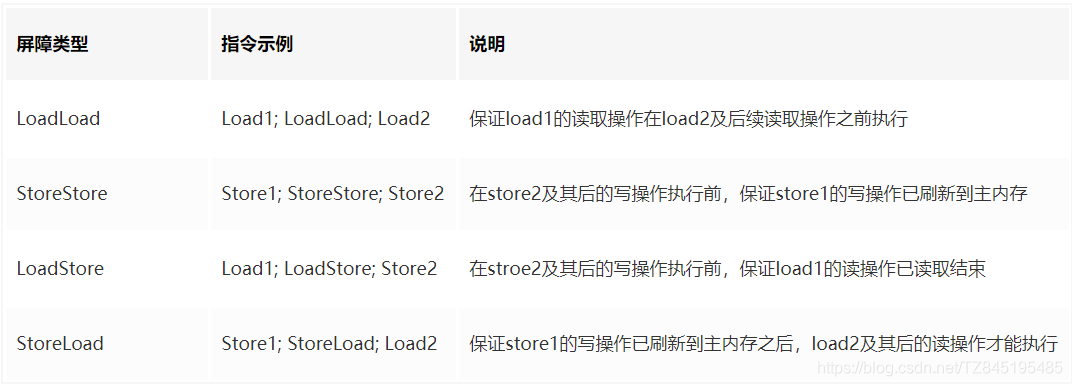 屏障类型 指令示例 说明
LoadLoad Load1; LoadLoad; Load2 保证load1的读取操作在load2及后续读取操作之前执行
StoreStore Store1; StoreStore; Store2 在store2及其后的写操作执行前，保证store1的写操作已刷新到主内存
LoadStore Load1; LoadStore; Store2 在stroe2及其后的写操作执行前，保证load1的读操作已读取结束
StoreLoad Store1; StoreLoad; Load2 保证store1的写操作已刷新到主内存之后，load2及其后的读操作才能执行
https://blog.csdn.net/TZ845195485